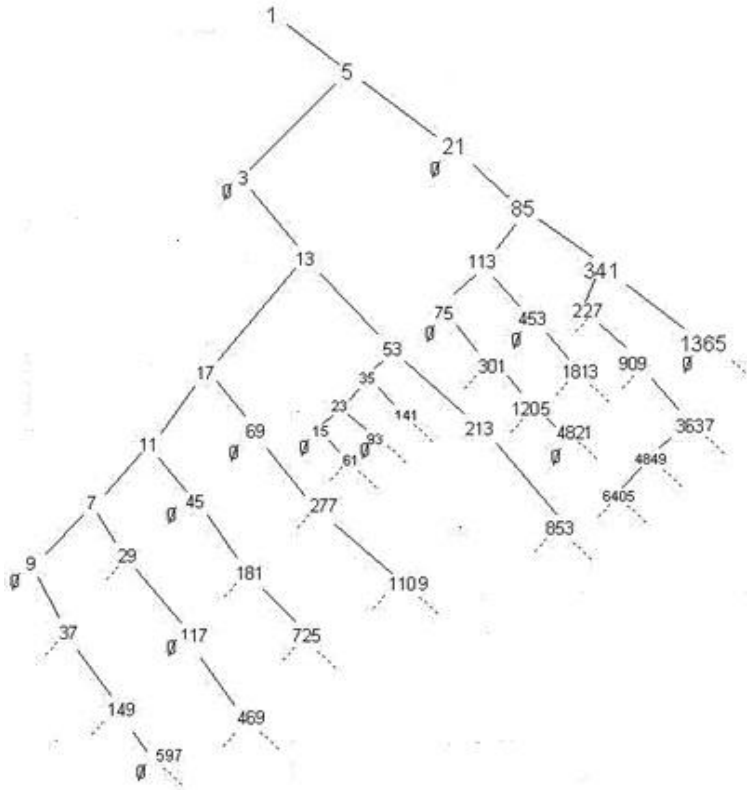 1
5
21
ø 3 ø
85
13 113 341
75 453 227
ø ø 1365
53 ø
17 35 301 1813 909
23 141 1205
11 69 15 93 213 4821 3637
ø ø ø 61 ø 4849
7 45 277 6405
ø 853
9 29 181 1109
ø
37 117 725
ø
149 469
597
ø